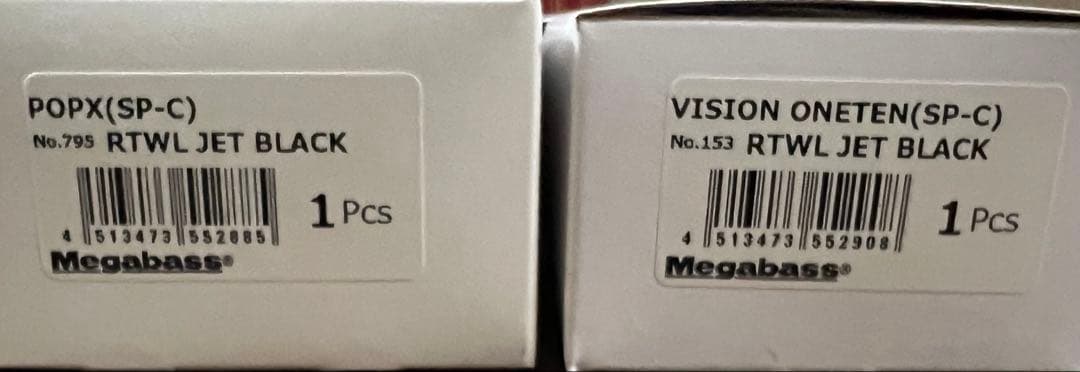 POPX(SP-C)
No.795 RTWL JET BLACK
1 Pcs
4 513473 552885
Megabass®
VISION ONETEN(SP-C)
No.153 RTWL JET BLACK
1 Pcs
4 513473 552908
Megabass®